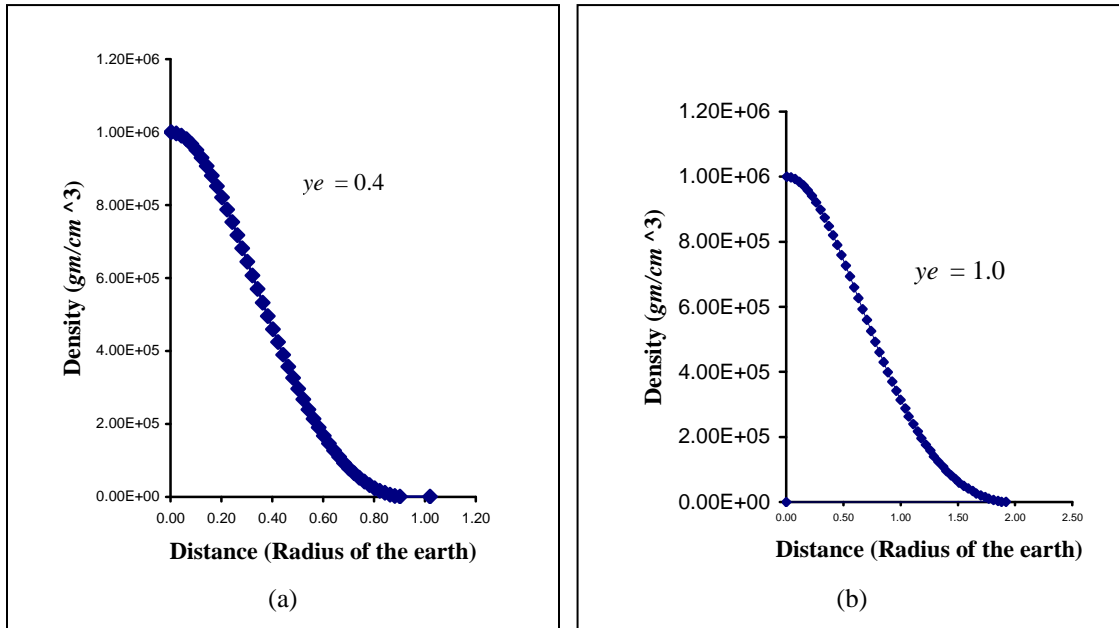 1.20E+06
1.00E+06
8.00E+05
6.00E+05
4.00E+05
2.00E+05
0.00E+00
Density (gm/cm ^3)
ye = 0.4
0.00 0.20 0.40 0.60 0.80 1.00 1.20
Distance (Radius of the earth)
(a)
1.20E+06
1.00E+06
8.00E+05
6.00E+05
4.00E+05
2.00E+05
0.00E+00
Density (gm/cm ^3)
ye = 1.0
0.00 0.50 1.00 1.50 2.00 2.50
Distance (Radius of the earth)
(b)